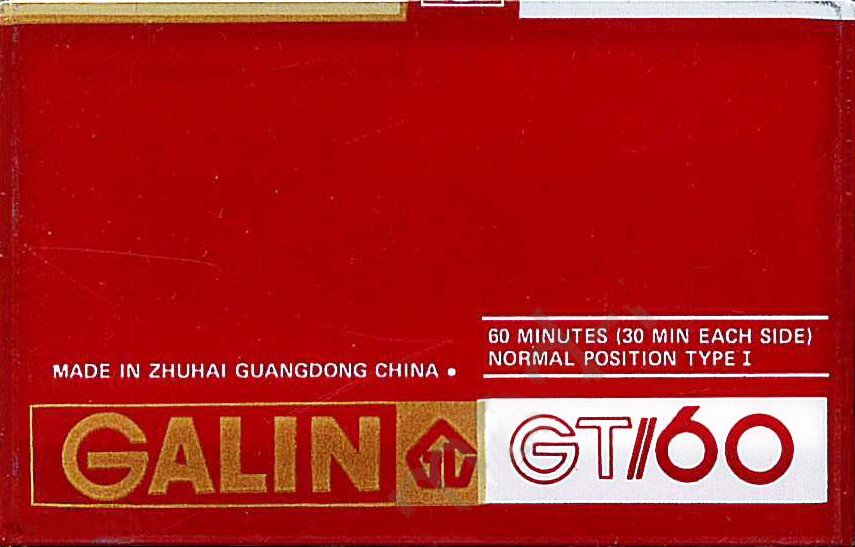 60 MINUTES (30 MIN EACH SIDE)
NORMAL POSITION TYPE I
MADE IN ZHUHAI GUANGDONG CHINA •
GALIN GT//60